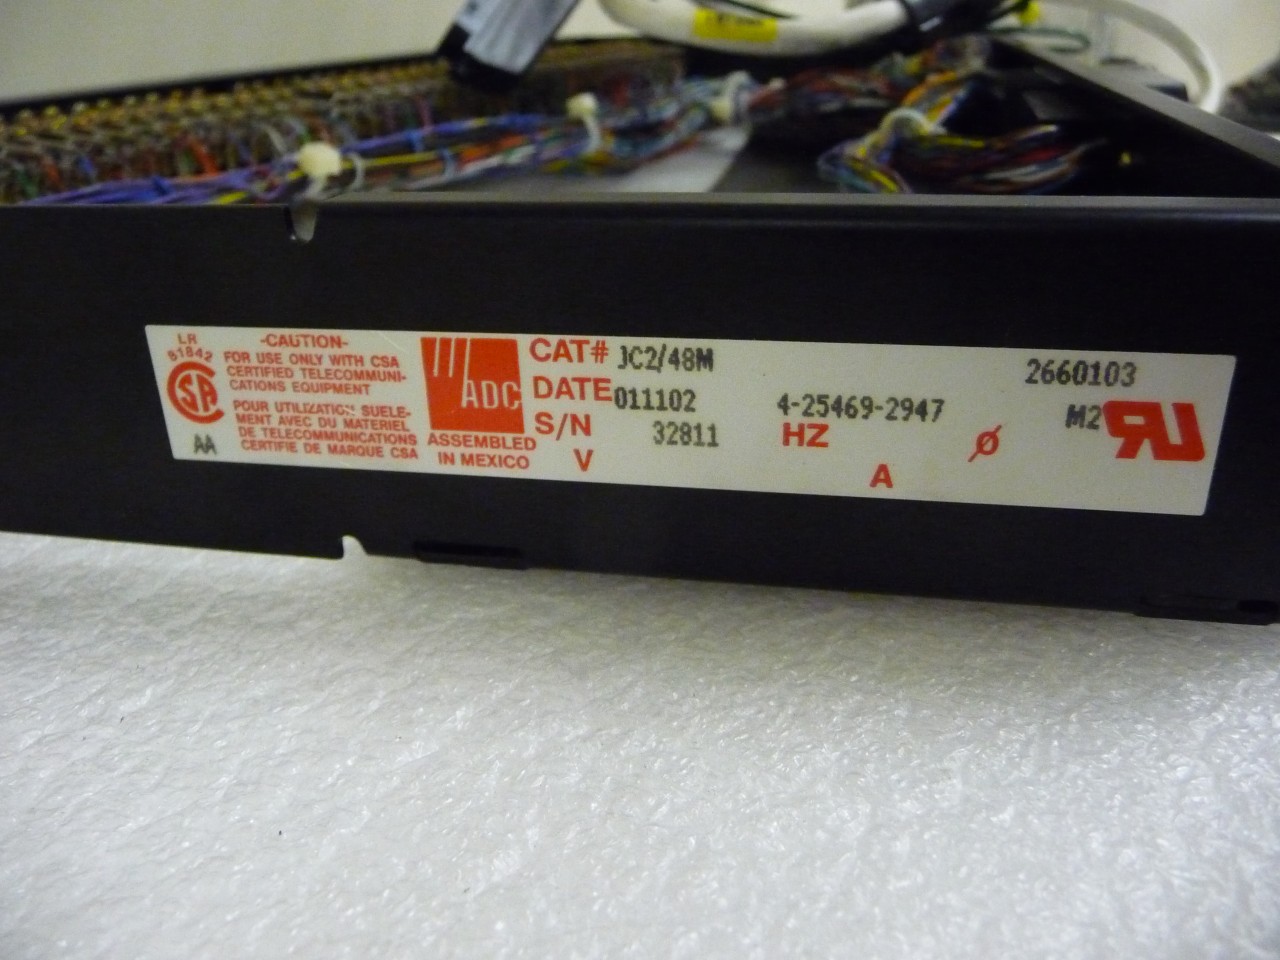 LR
81842
SA
AA
-CAUTION-
FOR USE ONLY WITH CSA
CERTIFIED TELECOMMUNI-
CATIONS EQUIPMENT
POUR UTILIZATION SUELE-
MENT AVEC DU MATERIEL
DE TELECOMMUNICATIONS
CERTIFIE DE MARQUE CSA
ADC
ASSEMBLED
IN MEXICO
CAT# JC2/48M
2660103
DATE 011102
4-25469-2947
M2
S/N 32811
HZ
Ø
V
A